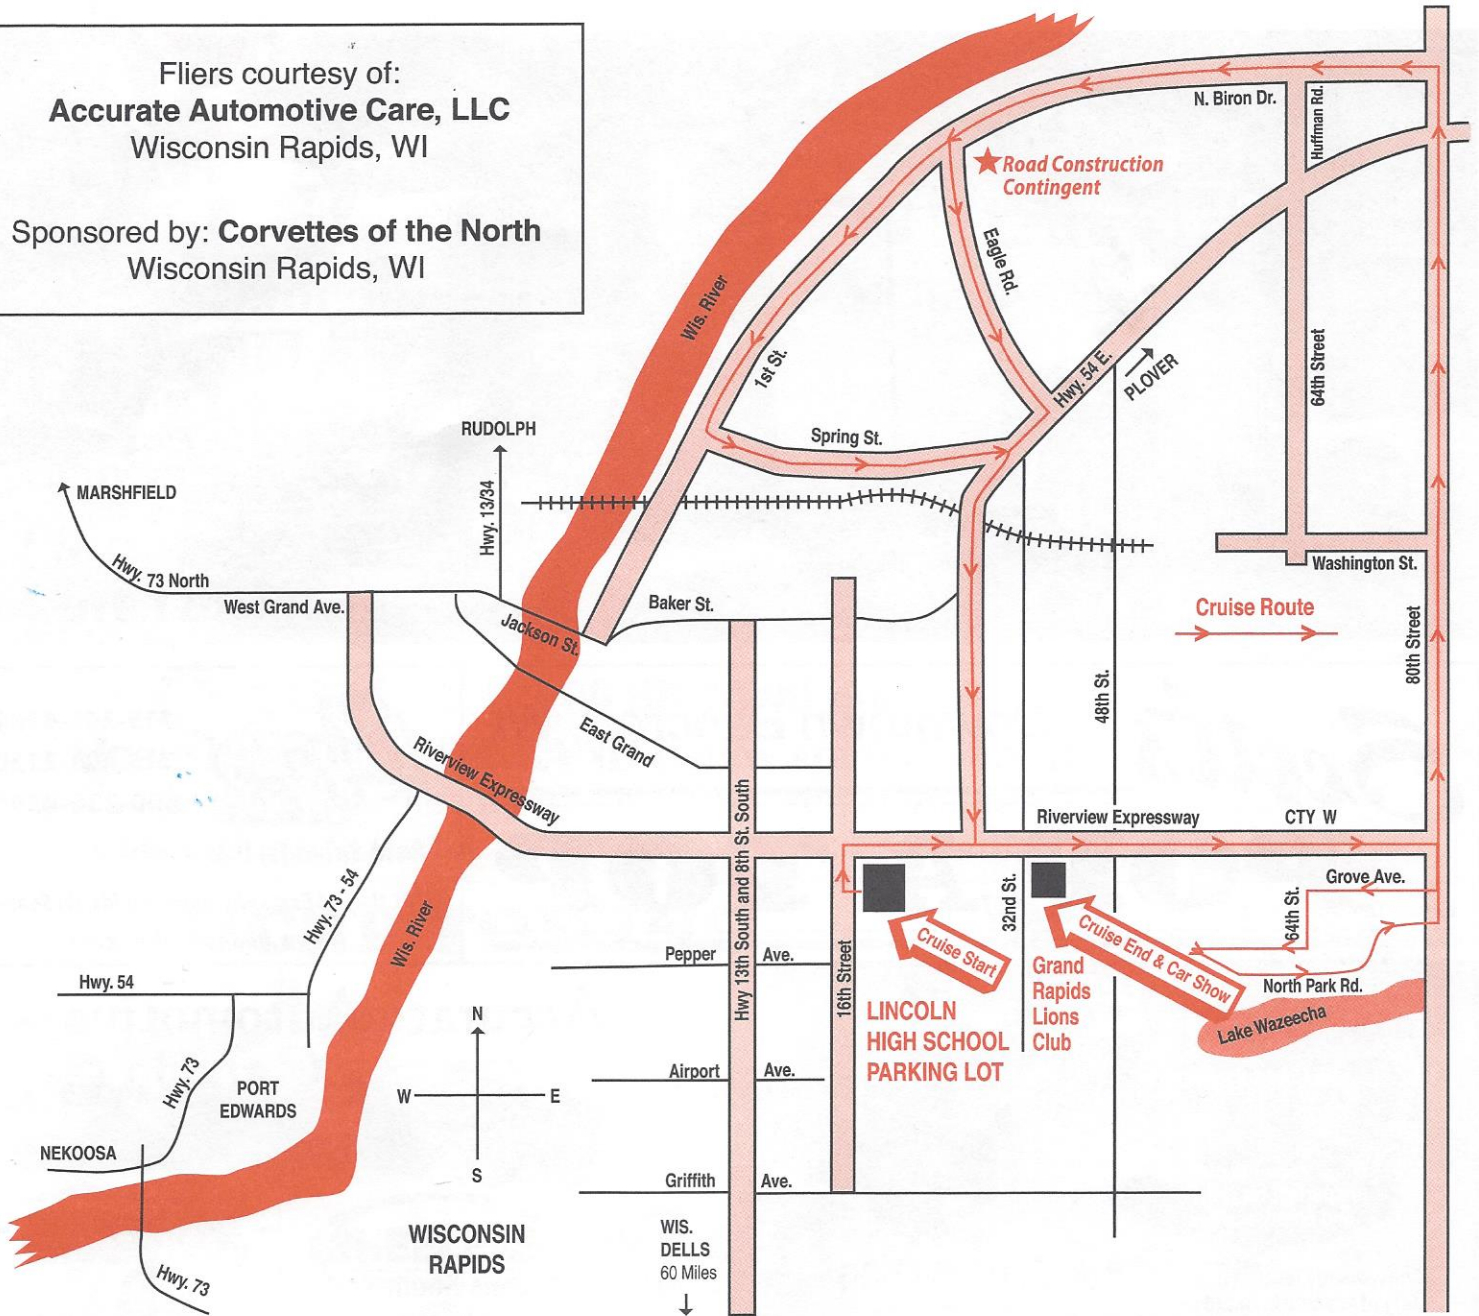 Fliers courtesy of:
Accurate Automotive Care, LLC
Wisconsin Rapids, WI
Sponsored by: Corvettes of the North
Wisconsin Rapids, WI
N. Biron Dr.
Huffman Rd.
Road Construction
Contingent
Eagle Rd.
Wis. River
1st St.
Hwy. 54 E.
PLOVER
64th Street
Spring St.
RUDOLPH
MARSHFIELD
Hwy. 13/34
Hwy. 73 North
West Grand Ave.
Jackson St.
Baker St.
Washington St.
Cruise Route
80th Street
48th St.
East Grand
Riverview Expressway
Hwy 13th South and 8th St. South
Riverview Expressway
CTY W
Grove Ave.
64th St.
32nd St.
Hwy. 73 - 54
Wis. River
Pepper Ave.
16th Street
Cruise Start
Cruise End & Car Show
Grand
Rapids
Lions
Club
North Park Rd.
Lake Wazeecha
LINCOLN
HIGH SCHOOL
PARKING LOT
Hwy. 54
N
W
E
S
Airport Ave.
Hwy. 73
PORT
EDWARDS
NEKOOSA
Griffith Ave.
WISCONSIN
RAPIDS
WIS.
DELLS
60 Miles
Hwy. 73